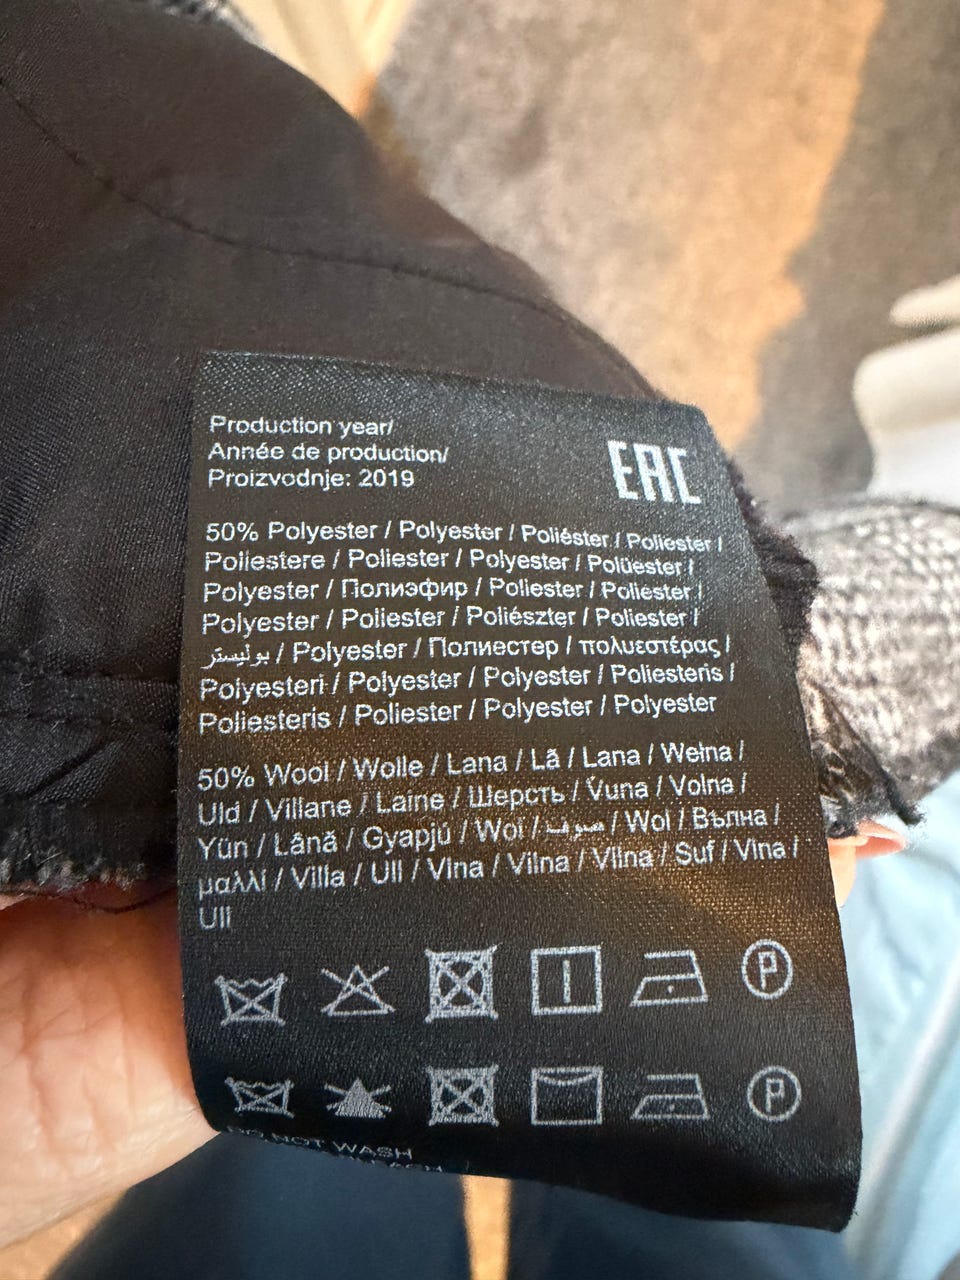 Production year/
Année de production/
Proizvodnje: 2019
EAC
50% Polyester / Polyester / Poliéster / Poliester /
Poliestere / Poliester / Polyester / Polüester /
Polyester / Полиэфир / Poliester / Poliester /
Polyester / Poliester / Poliészter / Poliester /
بوليستر / Polyester / Полиестер / πολυεστέρας /
Polyesteri / Polyester / Polyester / Poliesteris /
Poliesteris / Poliester / Polyester / Polyester
50% Wool / Wolle / Lana / Lã / Lana / Wełna /
Uld / Villane / Laine / Шерсть / Vuna / Volna /
Yün / Lână / Gyapjú / Wol / صوف / Wol / Вълна /
μαλλί / Villa / Ull / Vlna / Vilna / Vilna / Suf / Vlna /
Ull
P
P
DO NOT WASH